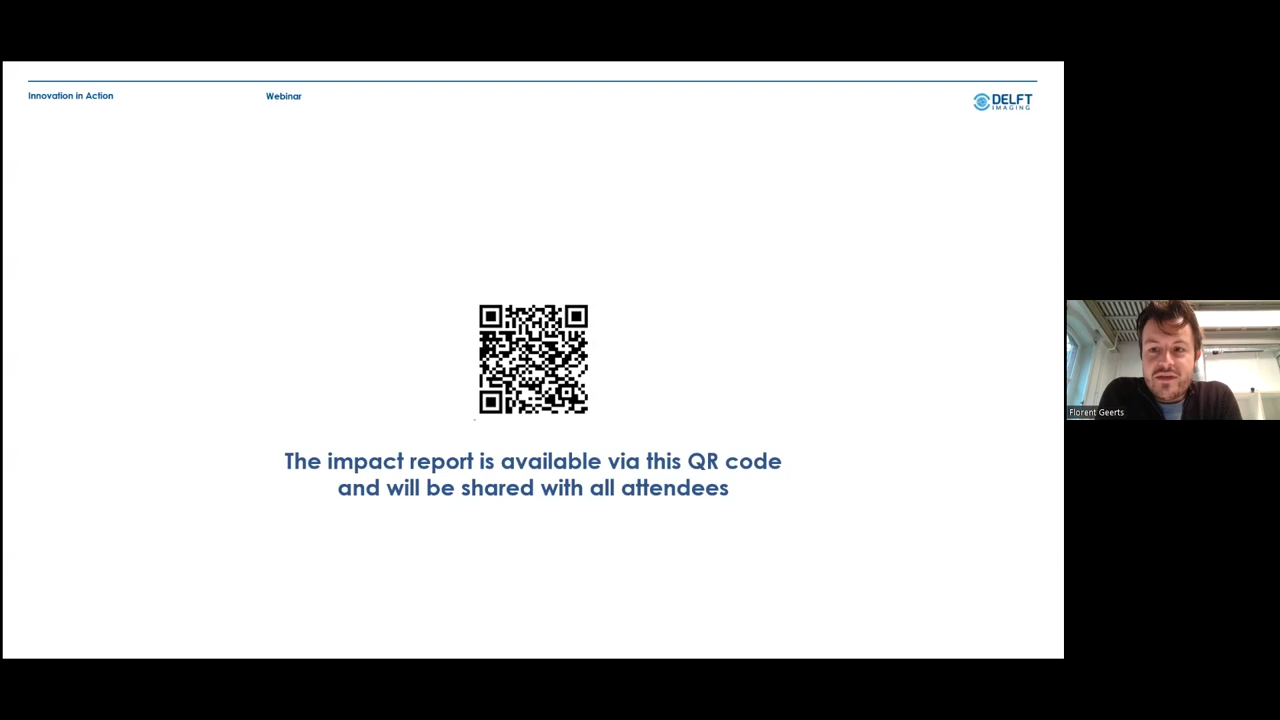 Innovation in Action
Webinar
DELFT
IMAGING
The impact report is available via this QR code
and will be shared with all attendees
Florent Geerts